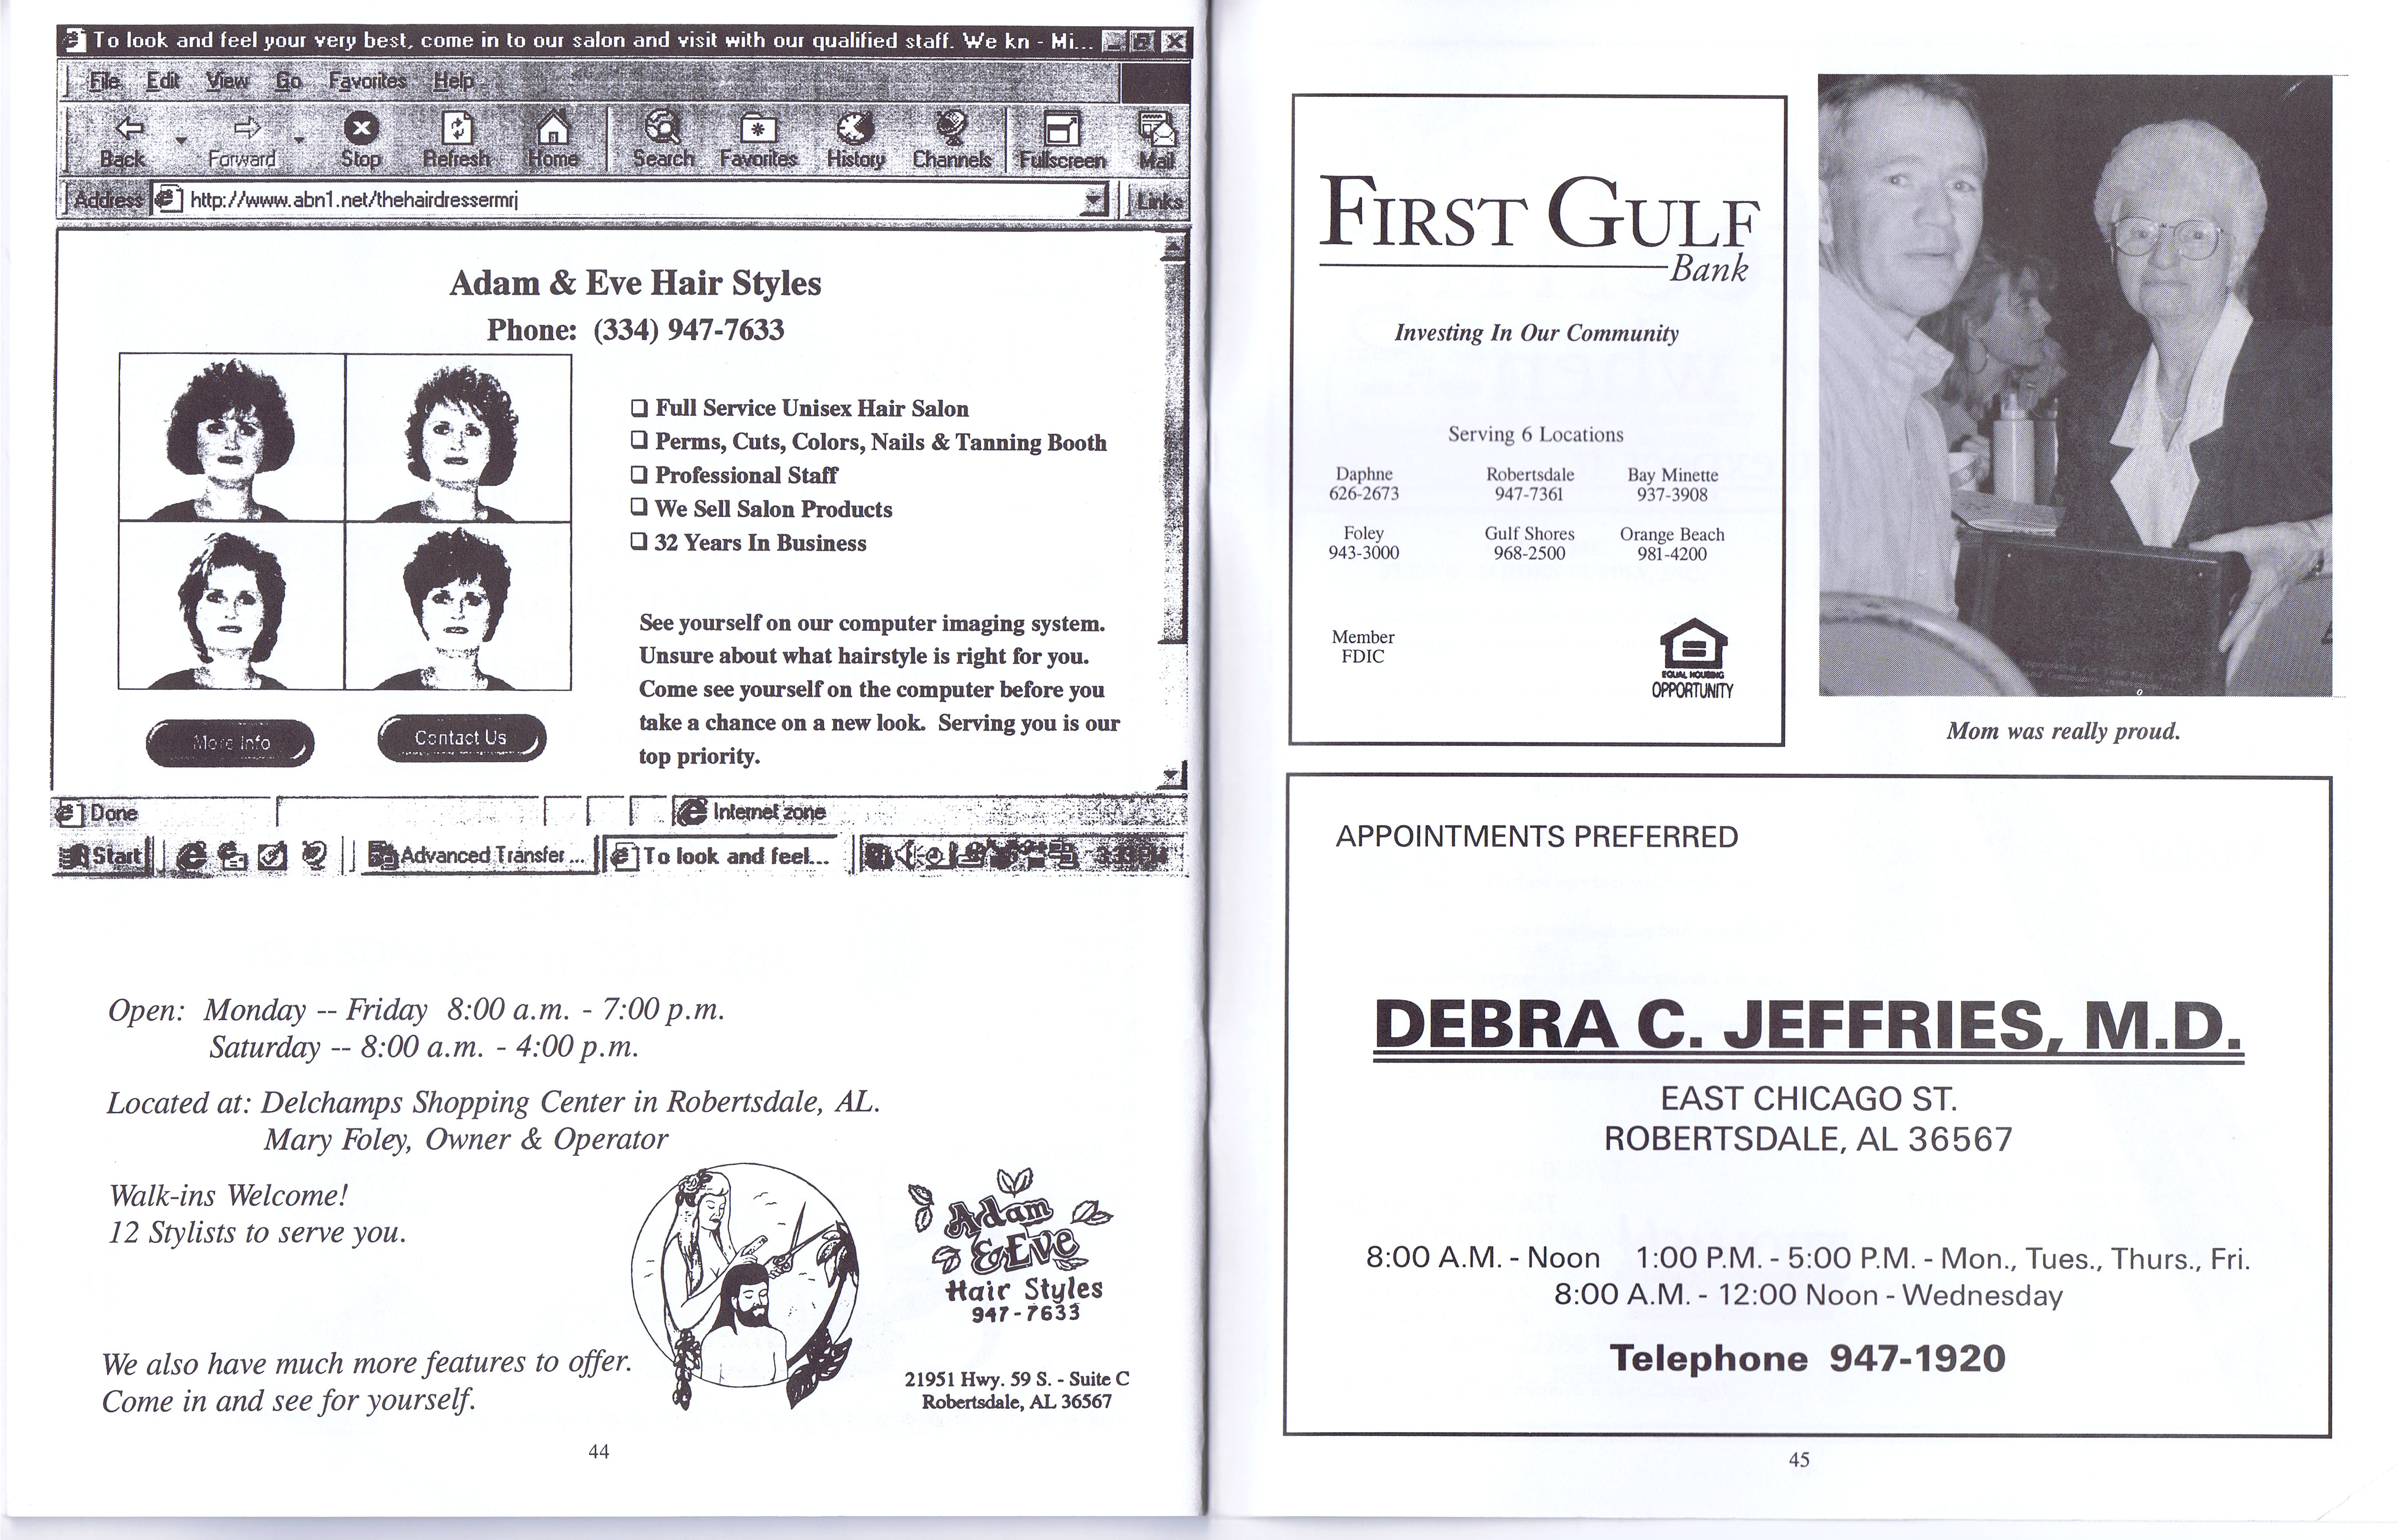 To look and feel your very best, come in to our salon and visit with our qualified staff. We kn - Mi...
File Edit View Go Favorites Help
Back Forward Stop Refresh Home Search Favorites History Channels Fullscreen Mail
Address http://www.abn1.net/thehairdressermrj Links
Adam & Eve Hair Styles
Phone: (334) 947-7633
Full Service Unisex Hair Salon
Perms, Cuts, Colors, Nails & Tanning Booth
Professional Staff
We Sell Salon Products
32 Years In Business
See yourself on our computer imaging system.
Unsure about what hairstyle is right for you.
Come see yourself on the computer before you
take a chance on a new look. Serving you is our
top priority.
More Info Contact Us
Done Internet zone
Start Advanced Transfer ... To look and feel...
Open: Monday -- Friday 8:00 a.m. - 7:00 p.m.
Saturday -- 8:00 a.m. - 4:00 p.m.
Located at: Delchamps Shopping Center in Robertsdale, AL.
Mary Foley, Owner & Operator
Walk-ins Welcome!
12 Stylists to serve you.
We also have much more features to offer.
Come in and see for yourself.
Adam
& Eve
Hair Styles
947-7633
21951 Hwy. 59 S. - Suite C
Robertsdale, AL 36567
44
FIRST GULF
Bank
Investing In Our Community
Serving 6 Locations
Daphne Robertsdale Bay Minette
626-2673 947-7361 937-3908
Foley Gulf Shores Orange Beach
943-3000 968-2500 981-4200
Member
FDIC
EQUAL HOUSING
OPPORTUNITY
Mom was really proud.
APPOINTMENTS PREFERRED
DEBRA C. JEFFRIES, M.D.
EAST CHICAGO ST.
ROBERTSDALE, AL 36567
8:00 A.M. - Noon 1:00 P.M. - 5:00 P.M. - Mon., Tues., Thurs., Fri.
8:00 A.M. - 12:00 Noon - Wednesday
Telephone 947-1920
45